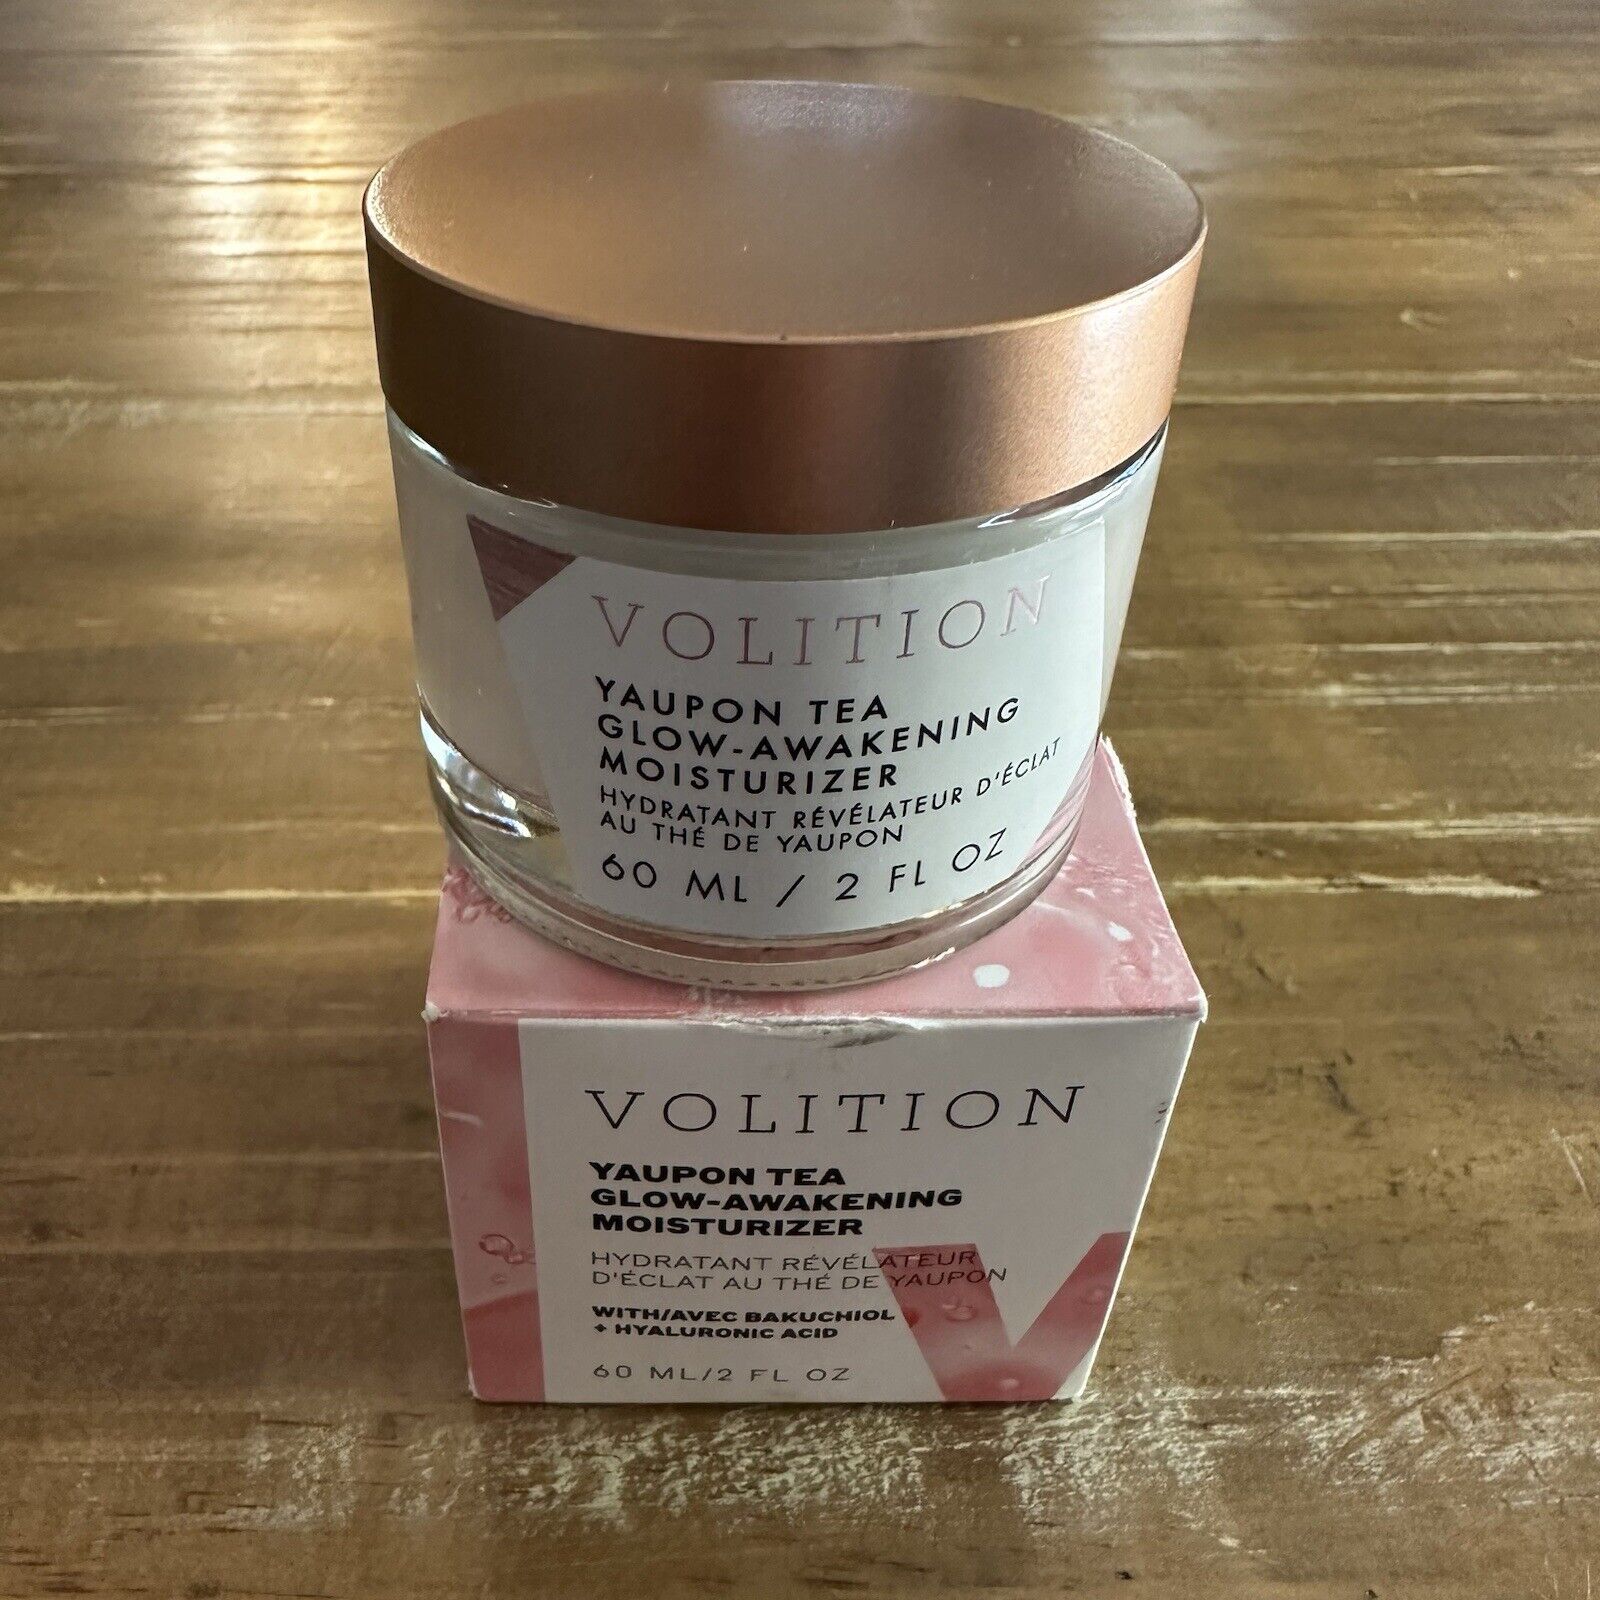 VOLITION
YAUPON TEA
GLOW-AWAKENING
MOISTURIZER
HYDRATANT RÉVÉLATEUR D'ÉCLAT
AU THÉ DE YAUPON
60 ML / 2 FL OZ
VOLITION
YAUPON TEA
GLOW-AWAKENING
MOISTURIZER
HYDRATANT RÉVÉLATEUR
D'ÉCLAT AU THÉ DE YAUPON
WITH/AVEC BAKUCHIOL
+ HYALURONIC ACID
60 ML/2 FL OZ